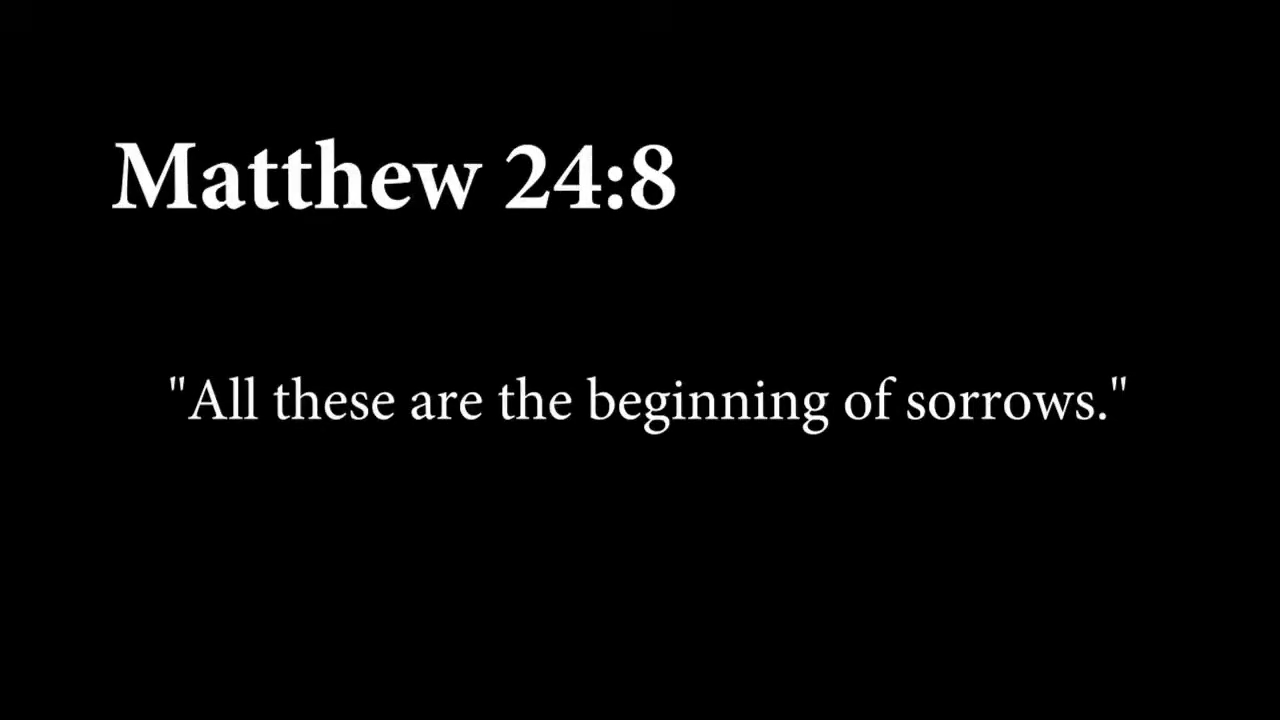 Matthew 24:8
"All these are the beginning of sorrows."